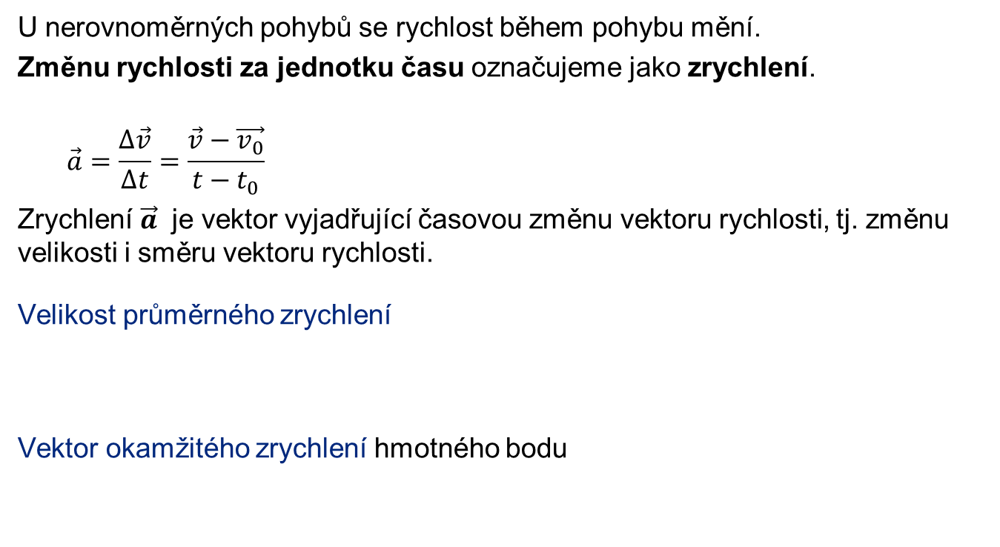 U nerovnoměrných pohybů se rychlost během pohybu mění.
Změnu rychlosti za jednotku času označujeme jako zrychlení.
\vec{a} = \frac{\Delta \vec{v}}{\Delta t} = \frac{\vec{v} - \vec{v_0}}{t - t_0}
Zrychlení \vec{a} je vektor vyjadřující časovou změnu vektoru rychlosti, tj. změnu
velikosti i směru vektoru rychlosti.
Velikost průměrného zrychlení
Vektor okamžitého zrychlení hmotného bodu